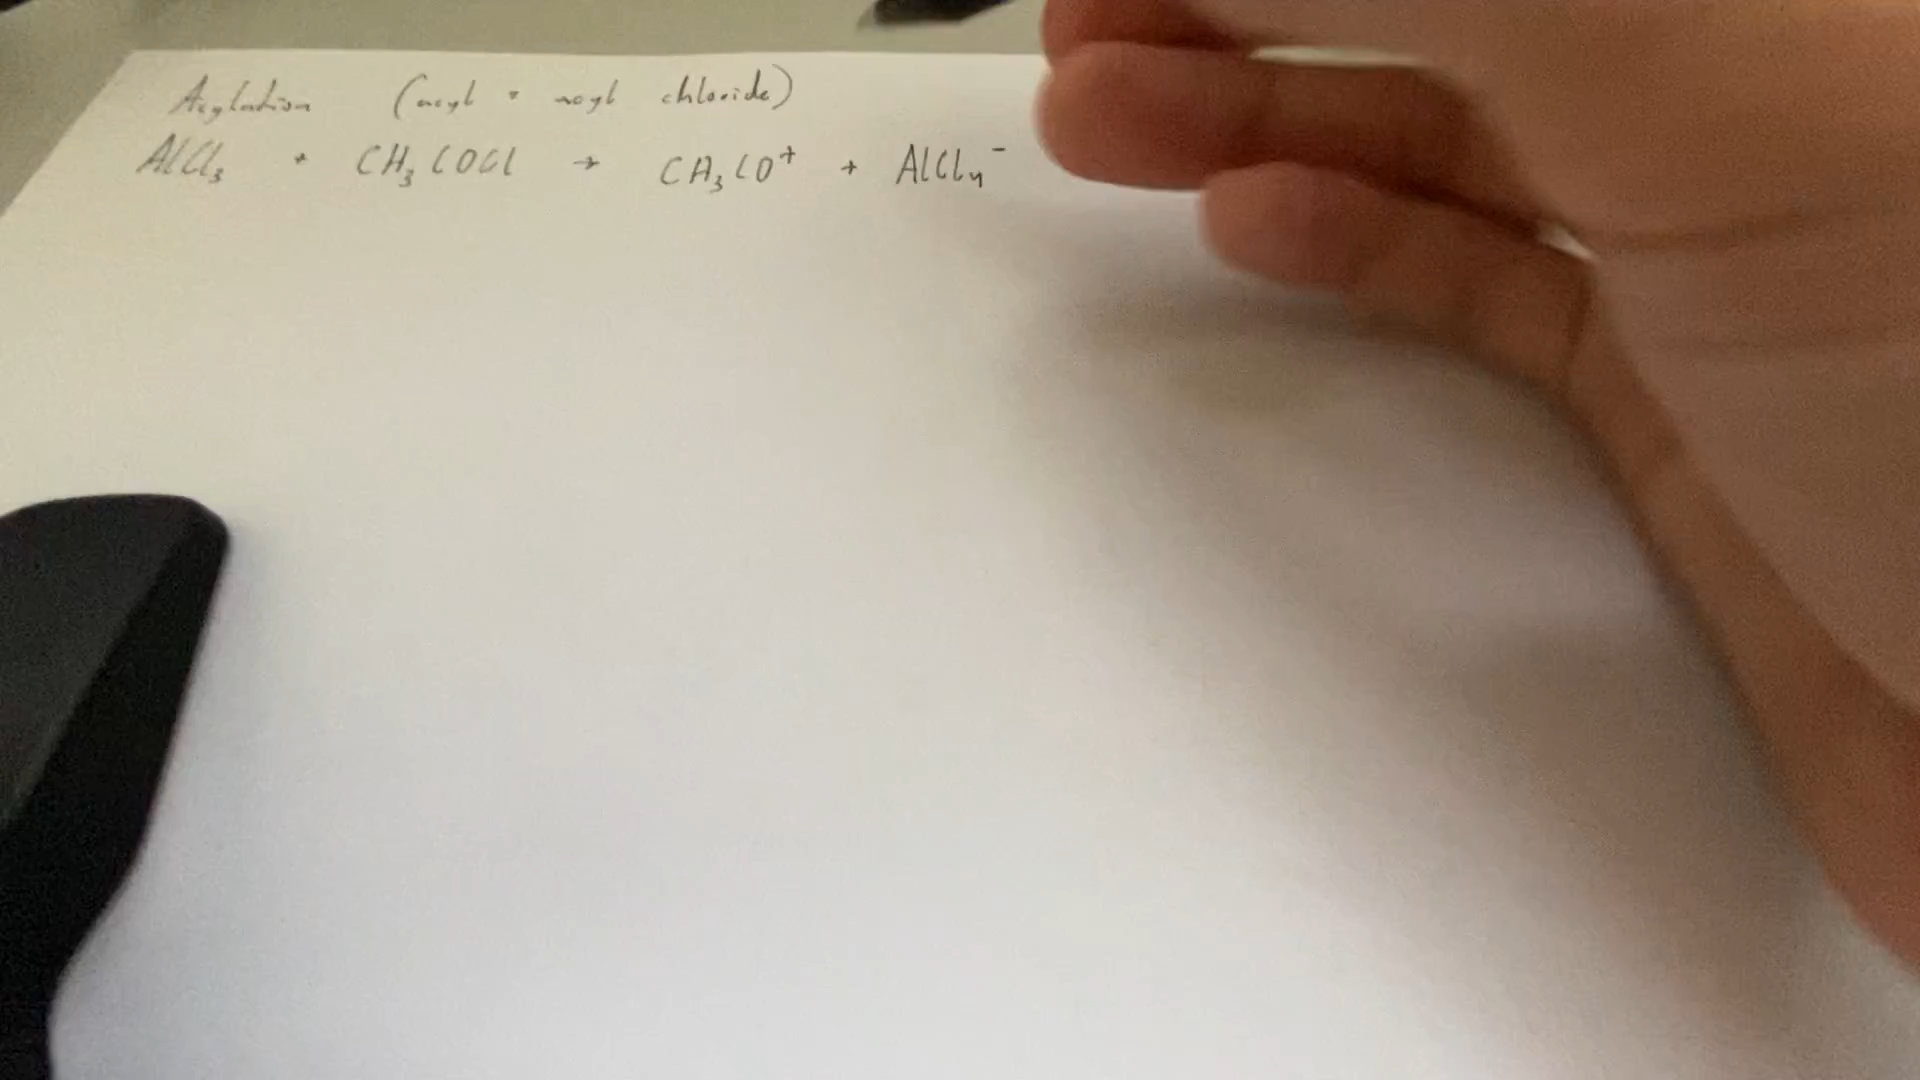 Acylation (acyl + acyl chloride)
AlCl₃ + CH₃COCl → CH₃CO⁺ + AlCl₄⁻